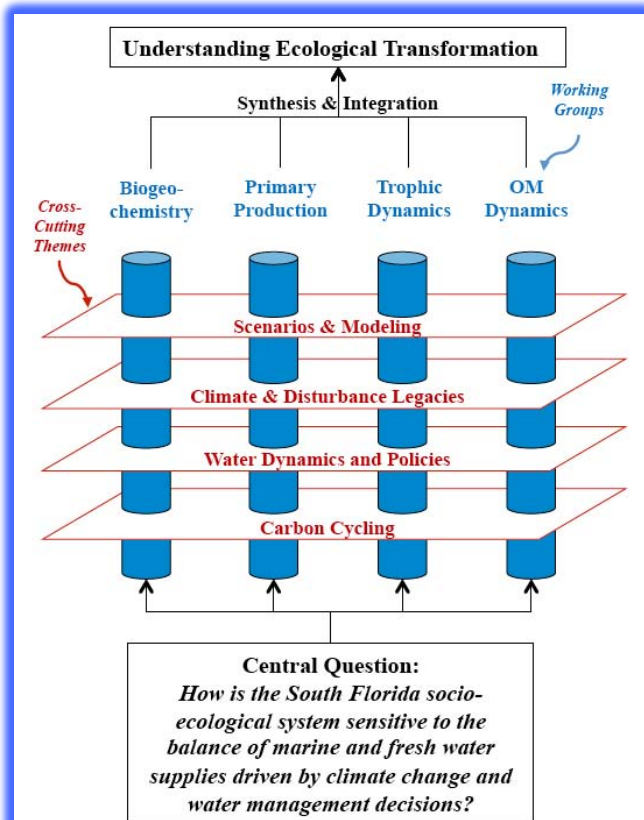 Understanding Ecological Transformation
Synthesis & Integration
Working
Groups
Biogeo-
chemistry
Primary
Production
Trophic
Dynamics
OM
Dynamics
Cross-
Cutting
Themes
Scenarios & Modeling
Climate & Disturbance Legacies
Water Dynamics and Policies
Carbon Cycling
Central Question:
How is the South Florida socio-
ecological system sensitive to the
balance of marine and fresh water
supplies driven by climate change and
water management decisions?